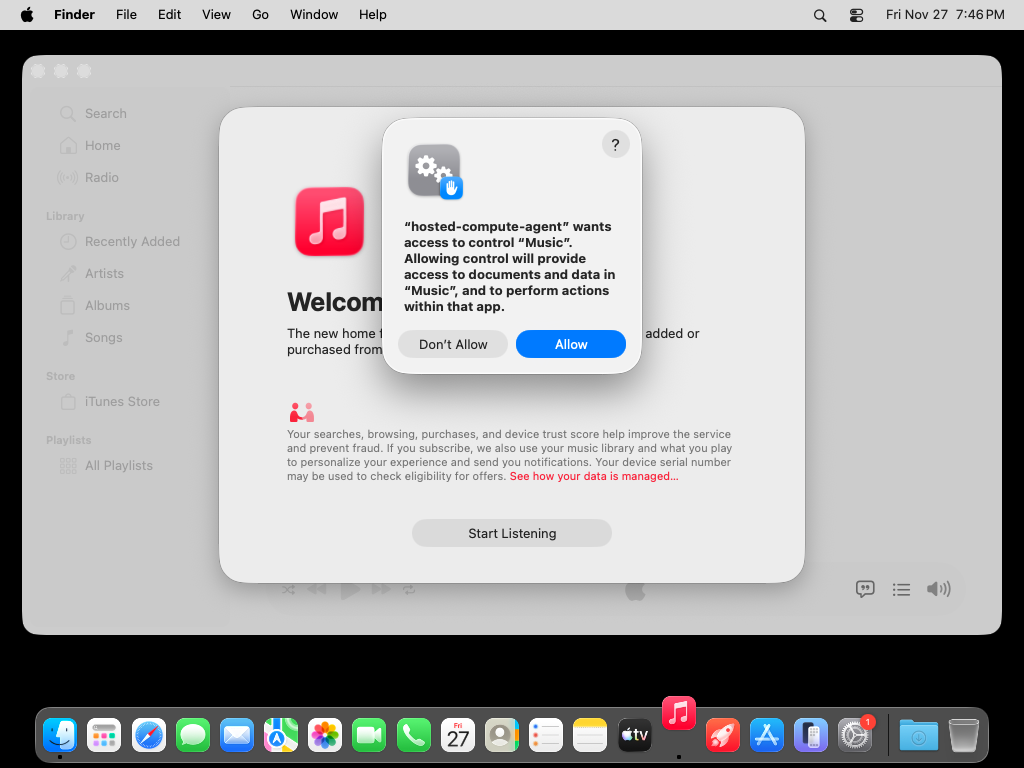 Finder File Edit View Go Window Help Fri Nov 27 7:46 PM
Search
Home
Radio
Library
Recently Added
Artists
Albums
Songs
Store
iTunes Store
Playlists
All Playlists
?
“hosted-compute-agent” wants
access to control “Music”.
Allowing control will provide
access to documents and data in
“Music”, and to perform actions
within that app.
Don’t Allow Allow
Welcom
The new home added or
purchased from
Your searches, browsing, purchases, and device trust score help improve the service
and prevent fraud. If you subscribe, we also use your music library and what you play
to personalize your experience and send you notifications. Your device serial number
may be used to check eligibility for offers. See how your data is managed...
Start Listening
Fri
27
tv
1